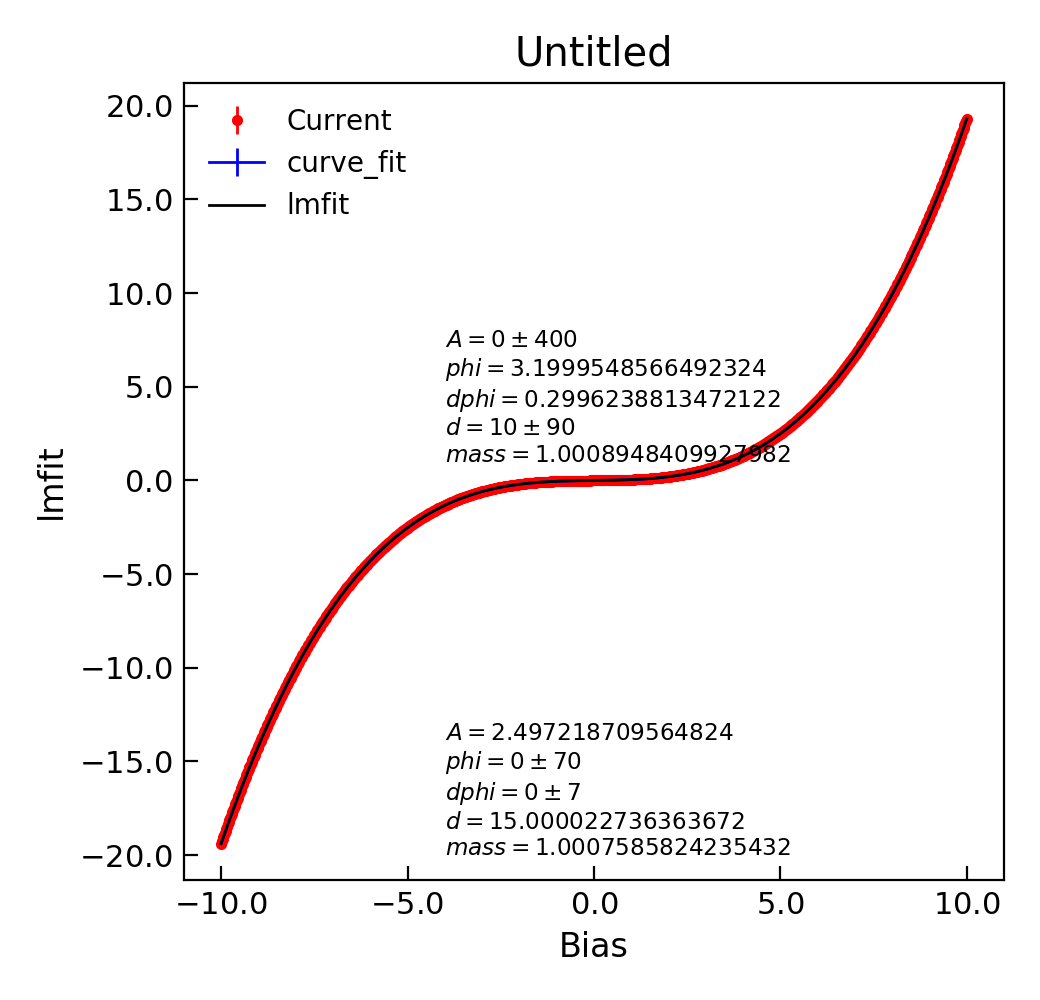 Untitled
20.0
15.0
10.0
5.0
0.0
−5.0
−10.0
−15.0
−20.0
lmfit
Current
curve_fit
lmfit
A = 0 ± 400
phi = 3.1999548566492324
dphi = 0.2996238813472122
d = 10 ± 90
mass = 1.0008948409927982
A = 2.497218709564824
phi = 0 ± 70
dphi = 0 ± 7
d = 15.000022736363672
mass = 1.0007585824235432
−10.0 −5.0 0.0 5.0 10.0
Bias